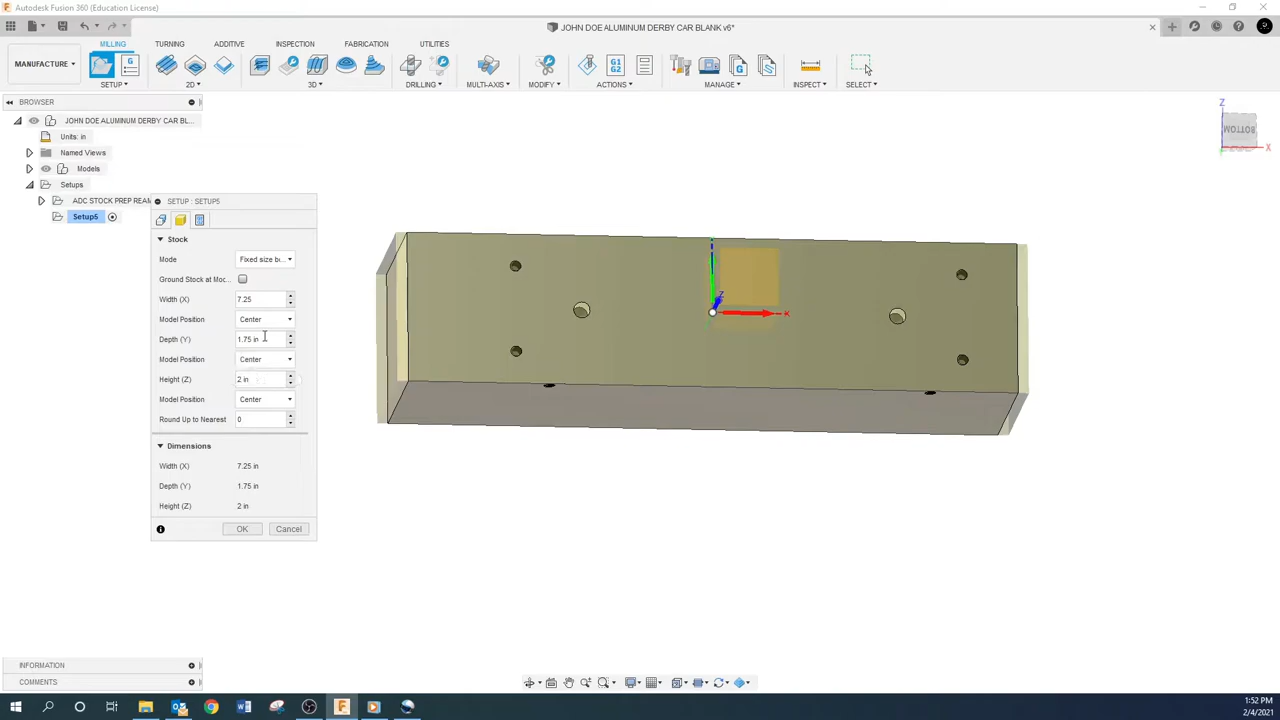 Autodesk Fusion 360 (Education License)
JOHN DOE ALUMINUM DERBY CAR BLANK v6*
MILLING TURNING ADDITIVE INSPECTION FABRICATION UTILITIES
MANUFACTURE
SETUP 2D 3D DRILLING MULTI-AXIS MODIFY ACTIONS MANAGE INSPECT SELECT
G1
G2
BROWSER
JOHN DOE ALUMINUM DERBY CAR BL...
Units: in
Named Views
Models
Setups
ADC STOCK PREP REAM
Setup5
SETUP : SETUP5
Stock
Mode Fixed size b...
Ground Stock at Moc...
Width (X) 7.25
Model Position Center
Depth (Y) 1.75 in
Model Position Center
Height (Z) 2 in
Model Position Center
Round Up to Nearest 0
Dimensions
Width (X) 7.25 in
Depth (Y) 1.75 in
Height (Z) 2 in
OK Cancel
Z
X
Z
BOTTOM
X
INFORMATION
COMMENTS
1:52 PM
2/4/2021